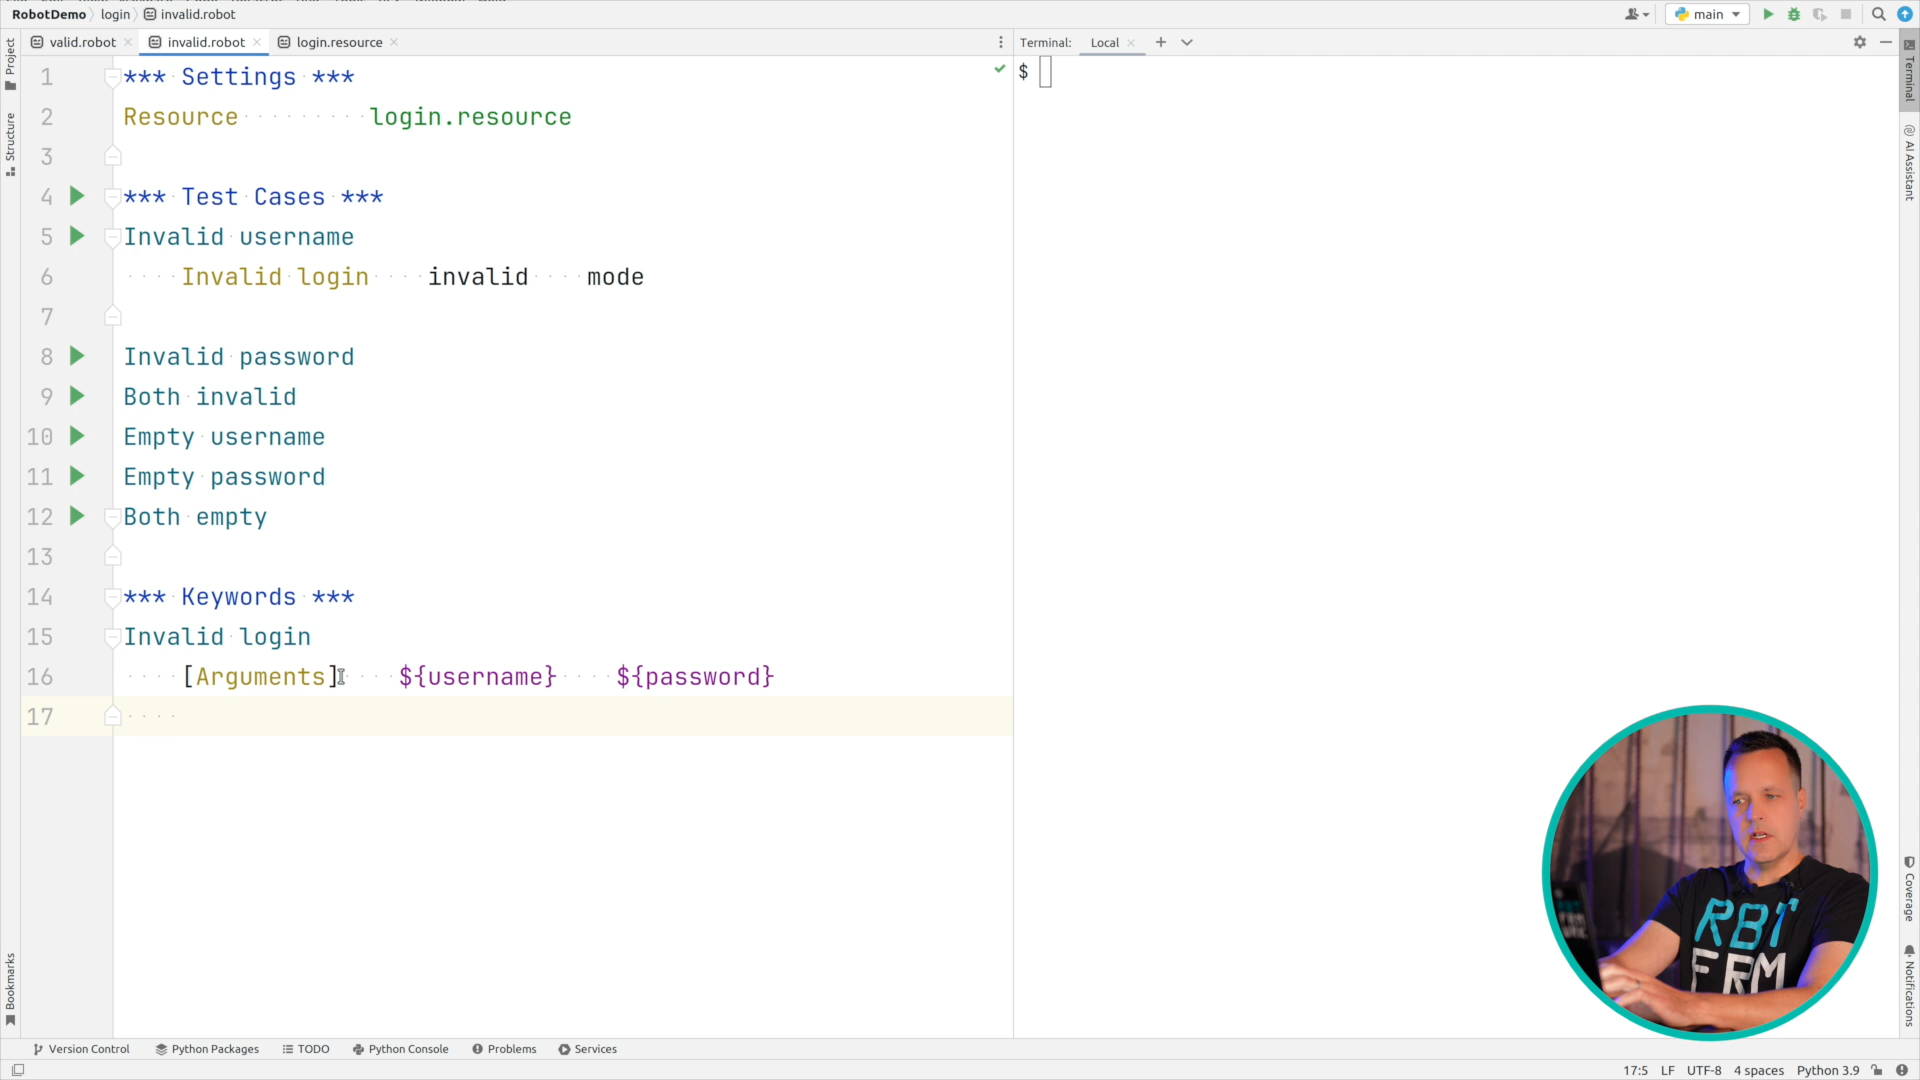 RobotDemo login invalid.robot
main
valid.robot invalid.robot login.resource
Terminal: Local
Project
Structure
Bookmarks
1 *** Settings ***
2 Resource login.resource
3
4 *** Test Cases ***
5 Invalid username
6 Invalid login invalid mode
7
8 Invalid password
9 Both invalid
10 Empty username
11 Empty password
12 Both empty
13
14 *** Keywords ***
15 Invalid login
16 [Arguments] ${username} ${password}
17
$
Terminal
AI Assistant
Coverage
Notifications
RBT
FRM
Version Control Python Packages TODO Python Console Problems Services
17:5 LF UTF-8 4 spaces Python 3.9